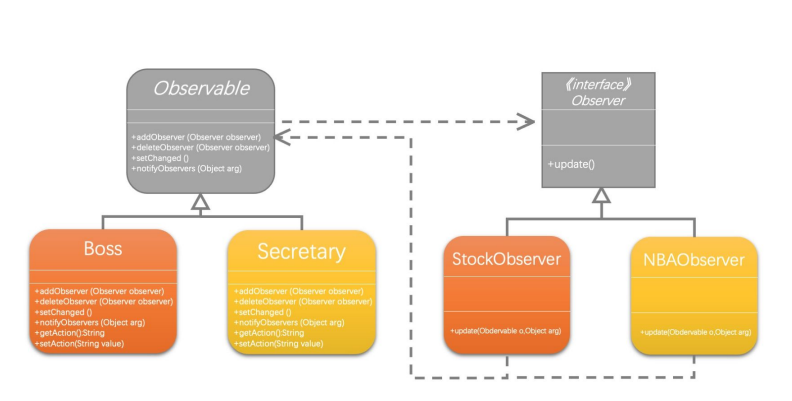 Observable
+addObserver (Observer observer)
+deleteObserver (Observer observer)
+setChanged ()
+notifyObservers (Object arg)
《interface》
Observer
+update()
Boss
+addObserver (Observer observer)
+deleteObserver (Observer observer)
+setChanged ()
+notifyObservers (Object arg)
+getAction():String
+setAction(String value)
Secretary
+addObserver (Observer observer)
+deleteObserver (Observer observer)
+setChanged ()
+notifyObservers (Object arg)
+getAction():String
+setAction(String value)
StockObserver
+update(Obdervable o,Object arg)
NBAObserver
+update(Obdervable o,Object arg)